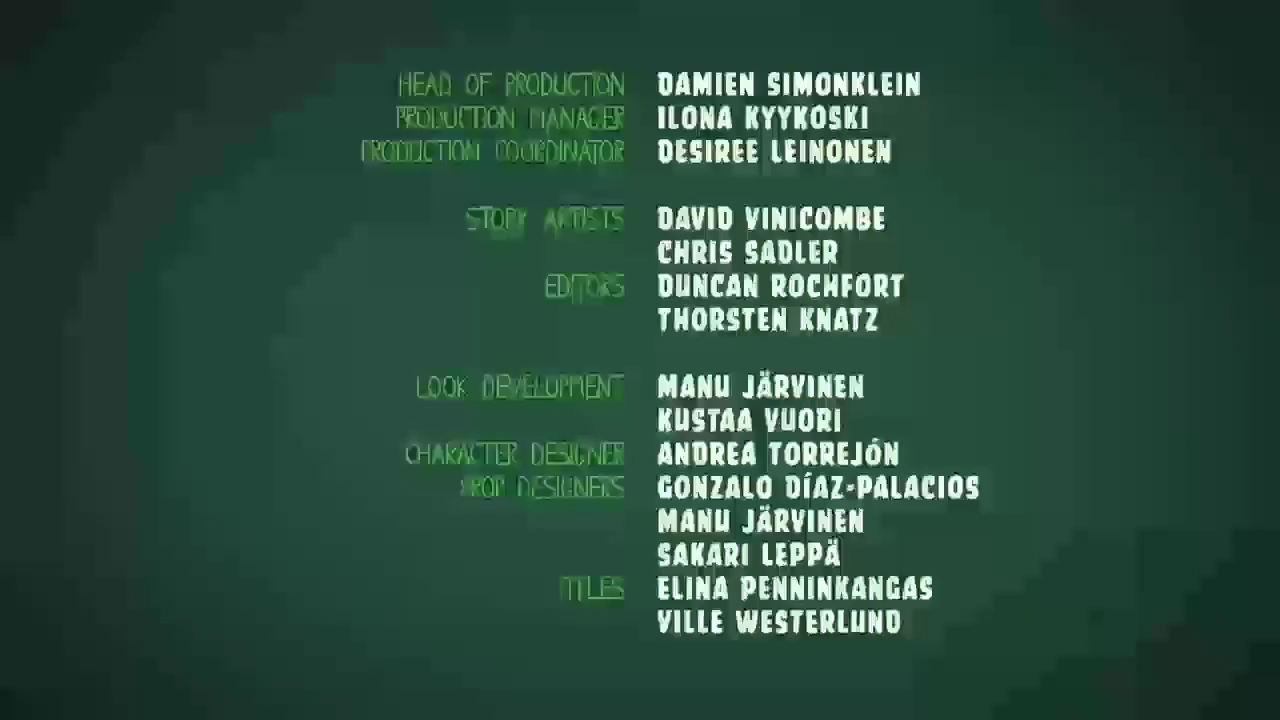 HEAD OF PRODUCTION DAMIEN SIMONKLEIN
PRODUCTION MANAGER ILONA KYYKOSKI
PRODUCTION COORDINATOR DESIREE LEINONEN
STORY ARTISTS DAVID VINICOMBE
CHRIS SADLER
EDITORS DUNCAN ROCHFORT
THORSTEN KNATZ
LOOK DEVELOPMENT MANU JÄRVINEN
KUSTAA VUORI
CHARACTER DESIGNER ANDREA TORREJÓN
PROP DESIGNERS GONZALO DÍAZ-PALACIOS
MANU JÄRVINEN
SAKARI LEPPÄ
TITLES ELINA PENNINKANGAS
VILLE WESTERLUND